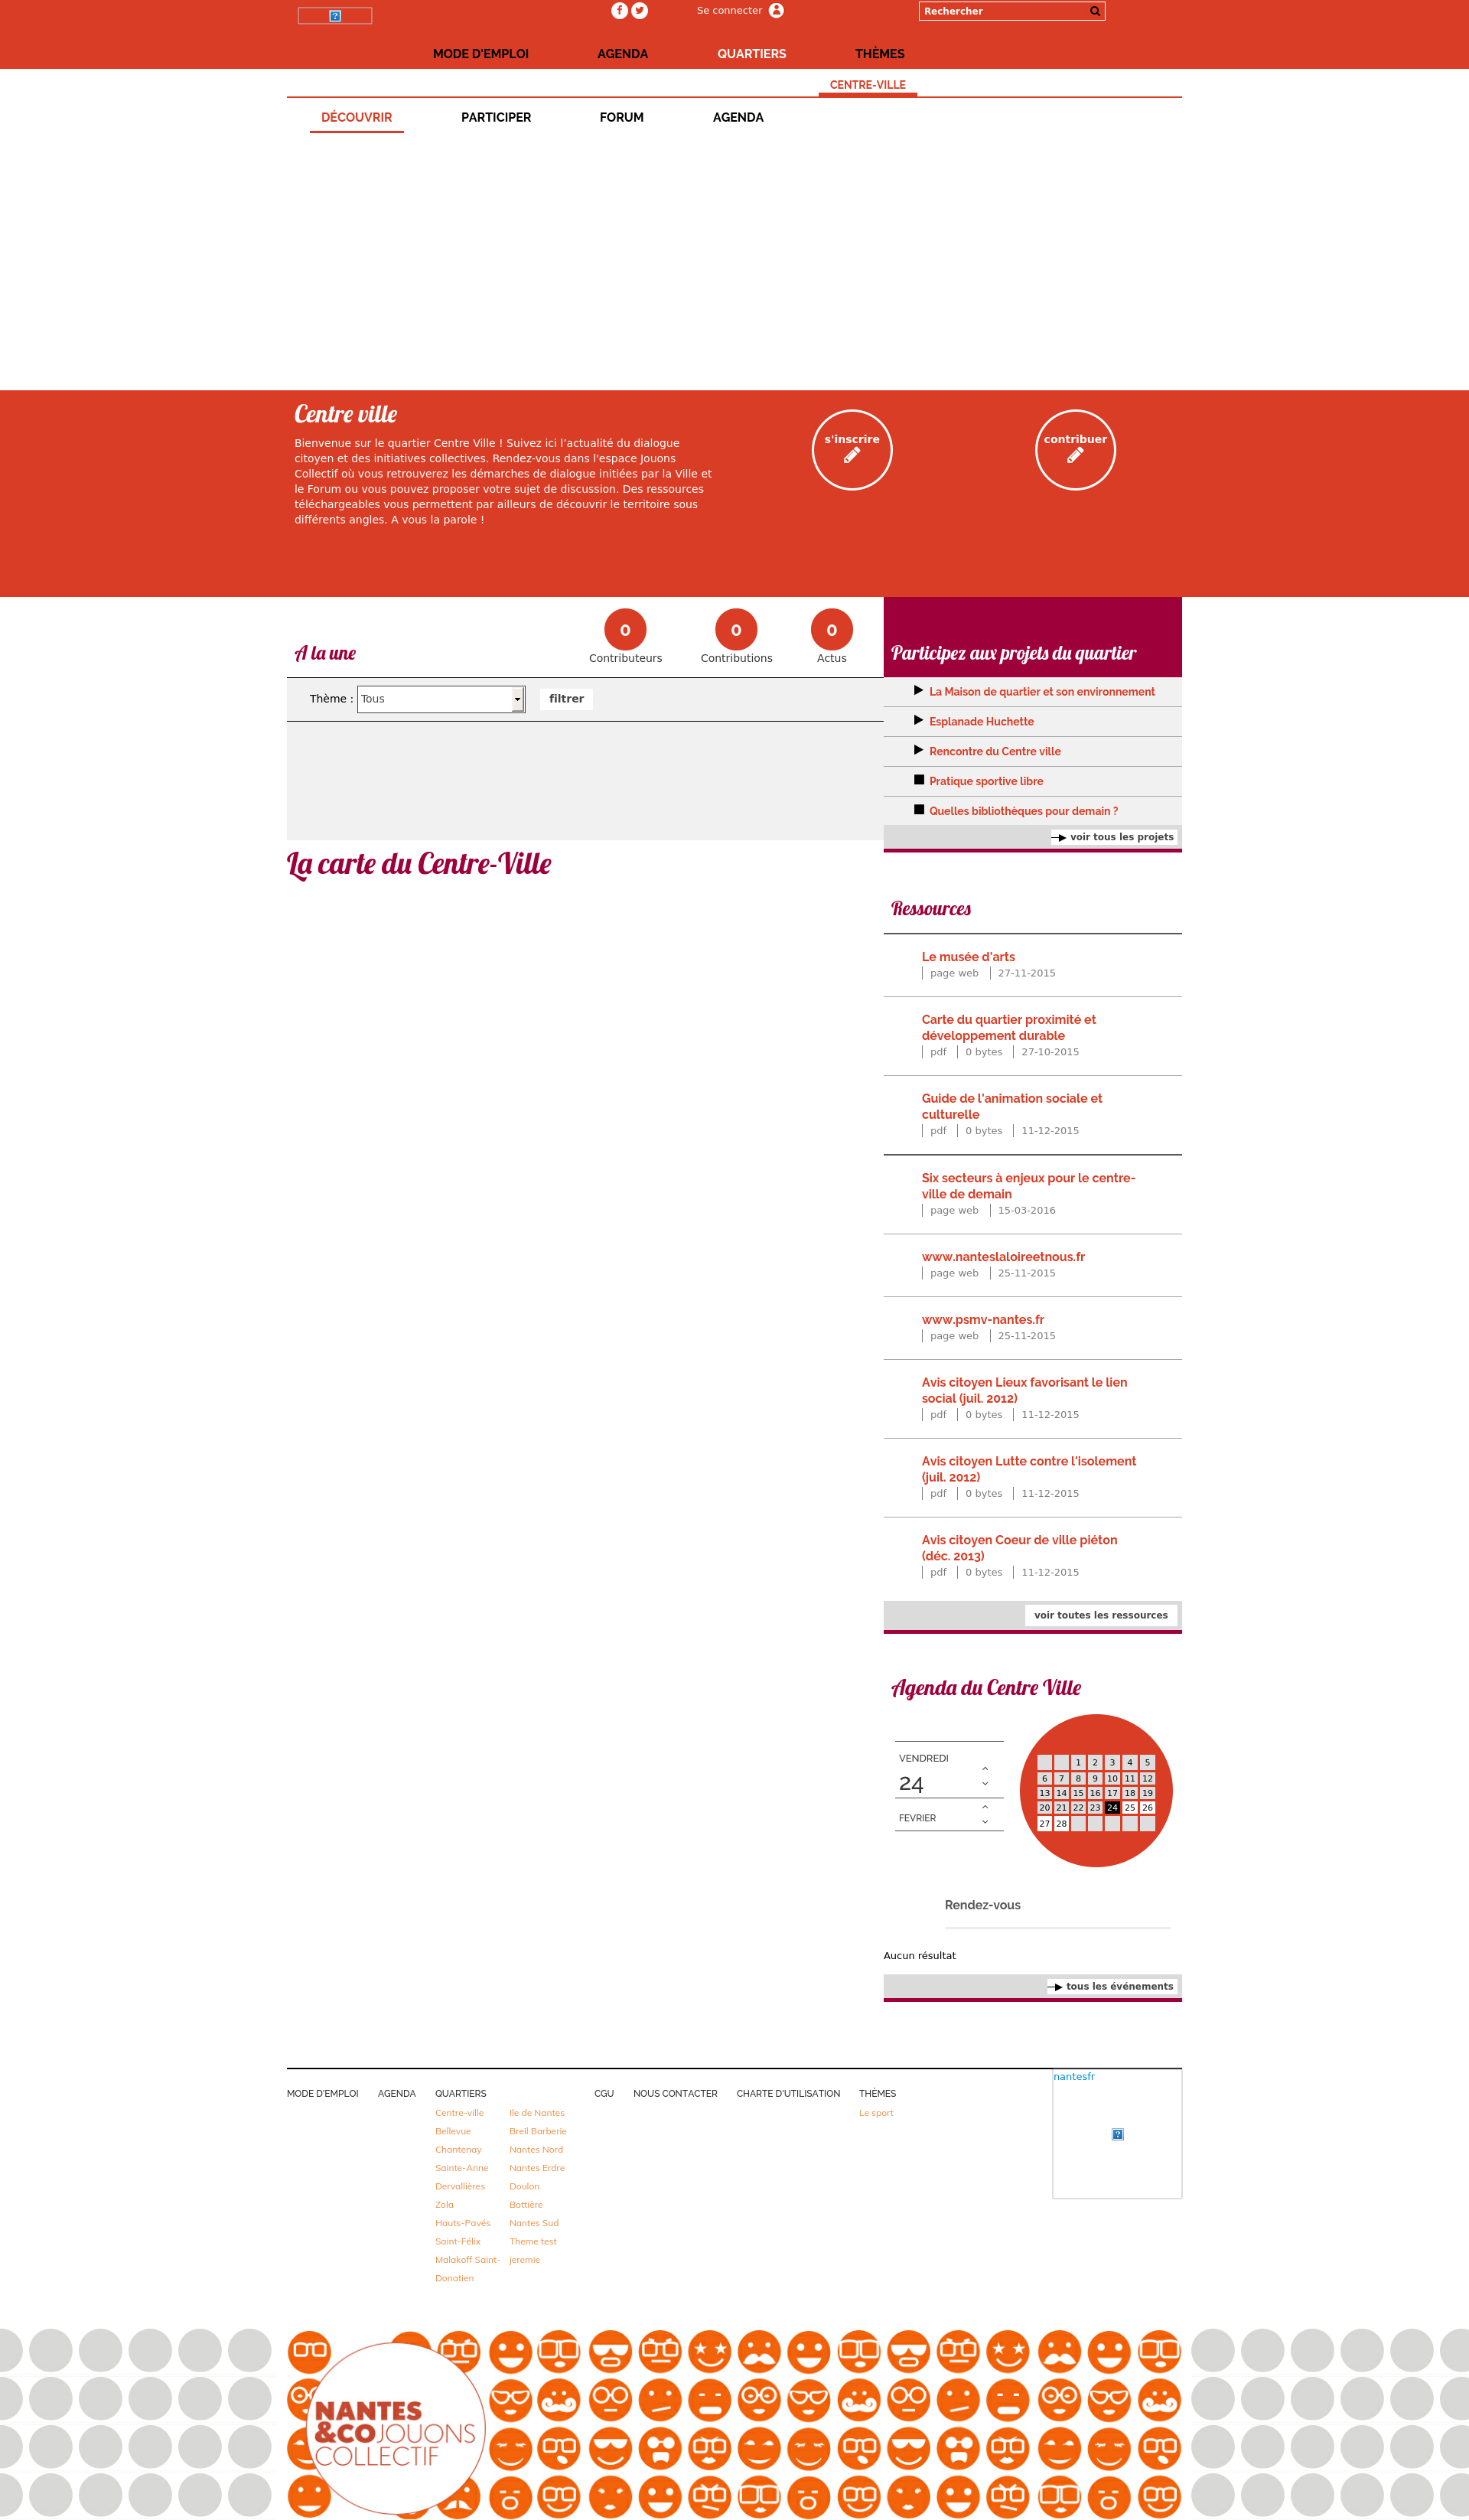 Se connecter
Rechercher
MODE D'EMPLOI
AGENDA
QUARTIERS
THÈMES
CENTRE-VILLE
DÉCOUVRIR
PARTICIPER
FORUM
AGENDA
Centre ville
Bienvenue sur le quartier Centre Ville ! Suivez ici l’actualité du dialogue
citoyen et des initiatives collectives. Rendez-vous dans l'espace Jouons
Collectif où vous retrouverez les démarches de dialogue initiées par la Ville et
le Forum ou vous pouvez proposer votre sujet de discussion. Des ressources
téléchargeables vous permettent par ailleurs de découvrir le territoire sous
différents angles. A vous la parole !
s'inscrire
contribuer
A la une
0
Contributeurs
0
Contributions
0
Actus
Thème : Tous
filtrer
La carte du Centre-Ville
Participez aux projets du quartier
La Maison de quartier et son environnement
Esplanade Huchette
Rencontre du Centre ville
Pratique sportive libre
Quelles bibliothèques pour demain ?
voir tous les projets
Ressources
Le musée d'arts
page web 27-11-2015
Carte du quartier proximité et
développement durable
pdf 0 bytes 27-10-2015
Guide de l'animation sociale et
culturelle
pdf 0 bytes 11-12-2015
Six secteurs à enjeux pour le centre-
ville de demain
page web 15-03-2016
www.nanteslaloireetnous.fr
page web 25-11-2015
www.psmv-nantes.fr
page web 25-11-2015
Avis citoyen Lieux favorisant le lien
social (juil. 2012)
pdf 0 bytes 11-12-2015
Avis citoyen Lutte contre l'isolement
(juil. 2012)
pdf 0 bytes 11-12-2015
Avis citoyen Coeur de ville piéton
(déc. 2013)
pdf 0 bytes 11-12-2015
voir toutes les ressources
Agenda du Centre Ville
VENDREDI
24
FEVRIER
1 2 3 4 5
6 7 8 9 10 11 12
13 14 15 16 17 18 19
20 21 22 23 24 25 26
27 28
Rendez-vous
Aucun résultat
tous les événements
MODE D'EMPLOI
AGENDA
QUARTIERS
Centre-ville
Bellevue
Chantenay
Sainte-Anne
Dervallières
Zola
Hauts-Pavés
Saint-Félix
Malakoff Saint-
Donatien
Ile de Nantes
Breil Barberie
Nantes Nord
Nantes Erdre
Doulon
Bottière
Nantes Sud
Theme test
jeremie
CGU
NOUS CONTACTER
CHARTE D'UTILISATION
THÈMES
Le sport
nantesfr
NANTES
&COJOUONS
COLLECTIF